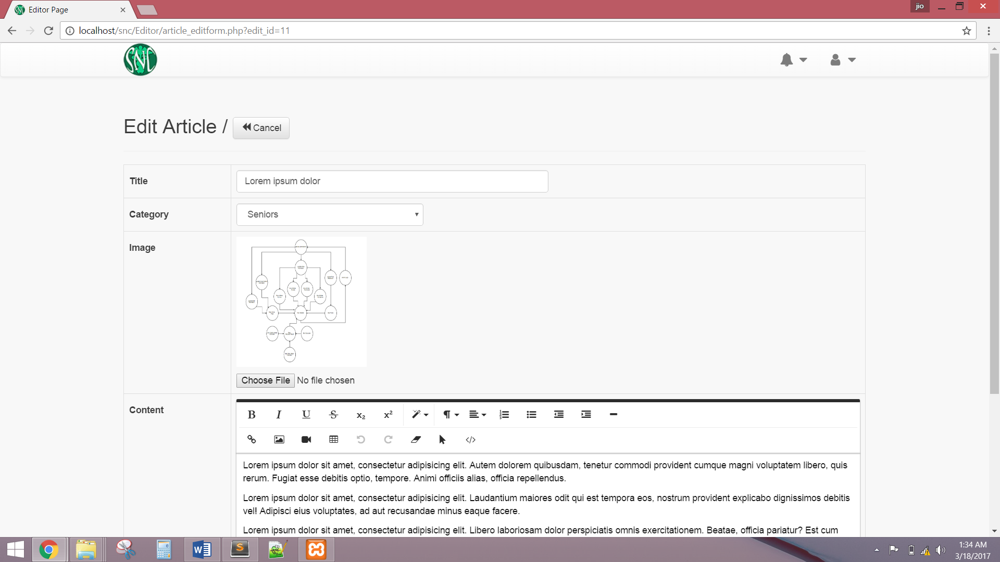 Editor Page
jio
localhost/snc/Editor/article_editform.php?edit_id=11
SNC
Edit Article / Cancel
Title
Lorem ipsum dolor
Category
Seniors
Image
Choose File No file chosen
Content
B I U S x₂ x²
Lorem ipsum dolor sit amet, consectetur adipisicing elit. Autem dolorem quibusdam, tenetur commodi provident cumque magni voluptatem libero, quis
rerum. Fugiat esse debitis optio, tempore. Animi officiis alias, officia repellendus.
Lorem ipsum dolor sit amet, consectetur adipisicing elit. Laudantium maiores odit qui est tempora eos, nostrum provident explicabo dignissimos debitis
vel! Adipisci eius voluptates, ad aut recusandae minus eaque facere.
Lorem ipsum dolor sit amet, consectetur adipisicing elit. Libero laboriosam dolor perspiciatis omnis exercitationem. Beatae, officia pariatur? Est cum
1:34 AM
3/18/2017